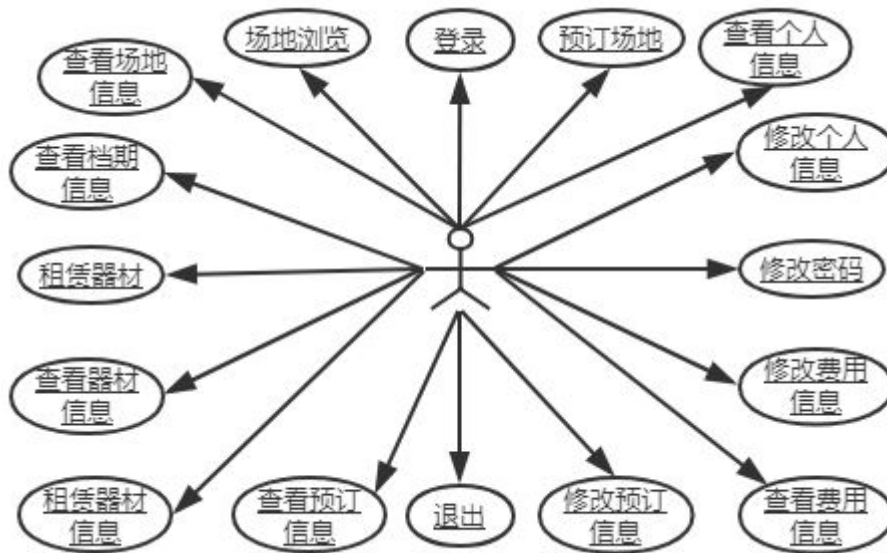 场地浏览
登录
预订场地
查看个人
信息
查看场地
信息
修改个人
信息
查看档期
信息
租赁器材
修改密码
查看器材
信息
修改费用
信息
租赁器材
信息
查看预订
信息
退出
修改预订
信息
查看费用
信息